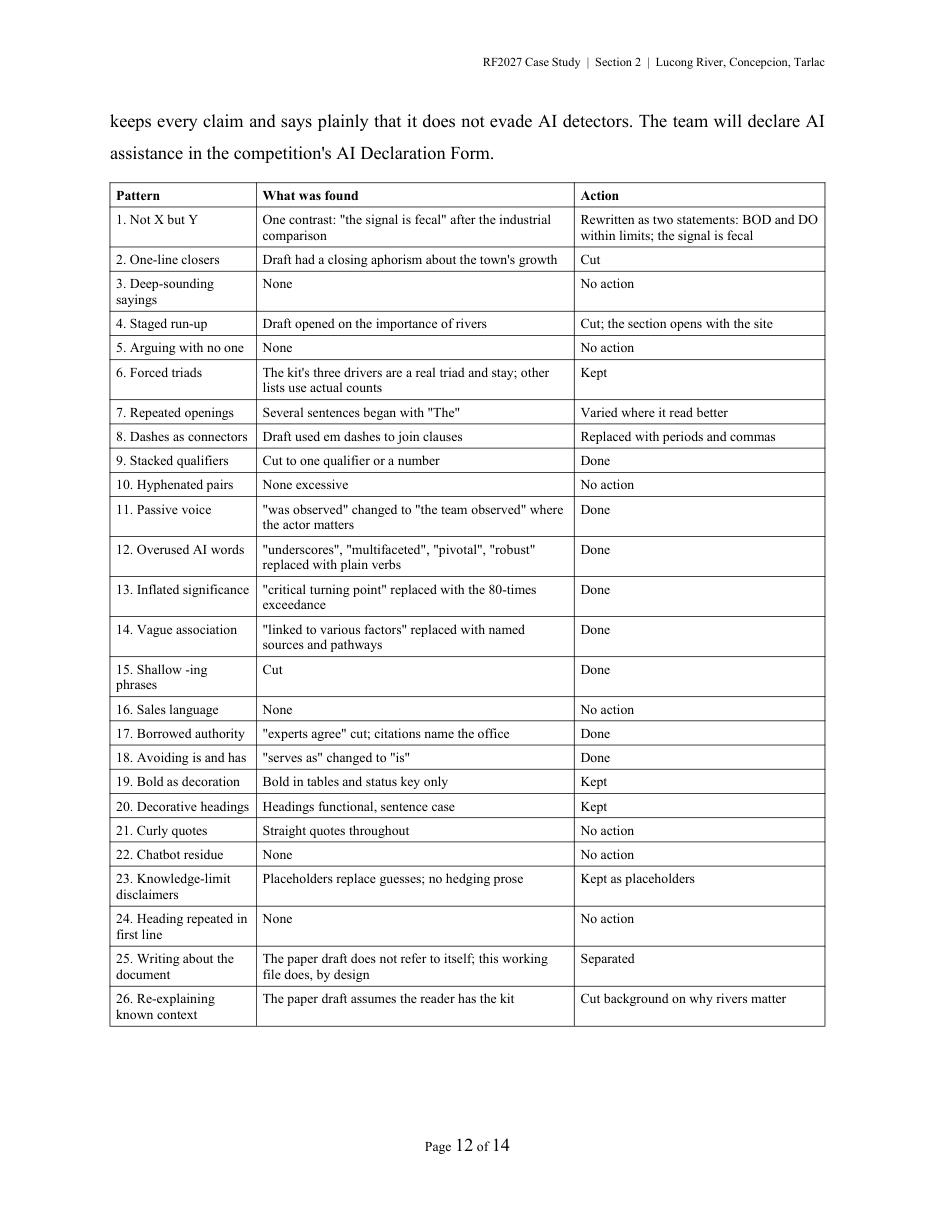 RF2027 Case Study | Section 2 | Lucong River, Concepcion, Tarlac
keeps every claim and says plainly that it does not evade AI detectors. The team will declare AI
assistance in the competition's AI Declaration Form.
Pattern What was found Action
1. Not X but Y One contrast: "the signal is fecal" after the industrial Rewritten as two statements: BOD and DO
comparison within limits; the signal is fecal
2. One-line closers Draft had a closing aphorism about the town's growth Cut
3. Deep-sounding None No action
sayings
4. Staged run-up Draft opened on the importance of rivers Cut; the section opens with the site
5. Arguing with no one None No action
6. Forced triads The kit's three drivers are a real triad and stay; other Kept
lists use actual counts
7. Repeated openings Several sentences began with "The" Varied where it read better
8. Dashes as connectors Draft used em dashes to join clauses Replaced with periods and commas
9. Stacked qualifiers Cut to one qualifier or a number Done
10. Hyphenated pairs None excessive No action
11. Passive voice "was observed" changed to "the team observed" where Done
the actor matters
12. Overused AI words "underscores", "multifaceted", "pivotal", "robust" Done
replaced with plain verbs
13. Inflated significance "critical turning point" replaced with the 80-times Done
exceedance
14. Vague association "linked to various factors" replaced with named Done
sources and pathways
15. Shallow -ing Cut Done
phrases
16. Sales language None No action
17. Borrowed authority "experts agree" cut; citations name the office Done
18. Avoiding is and has "serves as" changed to "is" Done
19. Bold as decoration Bold in tables and status key only Kept
20. Decorative headings Headings functional, sentence case Kept
21. Curly quotes Straight quotes throughout No action
22. Chatbot residue None No action
23. Knowledge-limit Placeholders replace guesses; no hedging prose Kept as placeholders
disclaimers
24. Heading repeated in None No action
first line
25. Writing about the The paper draft does not refer to itself; this working Separated
document file does, by design
26. Re-explaining The paper draft assumes the reader has the kit Cut background on why rivers matter
known context
Page 12 of 14